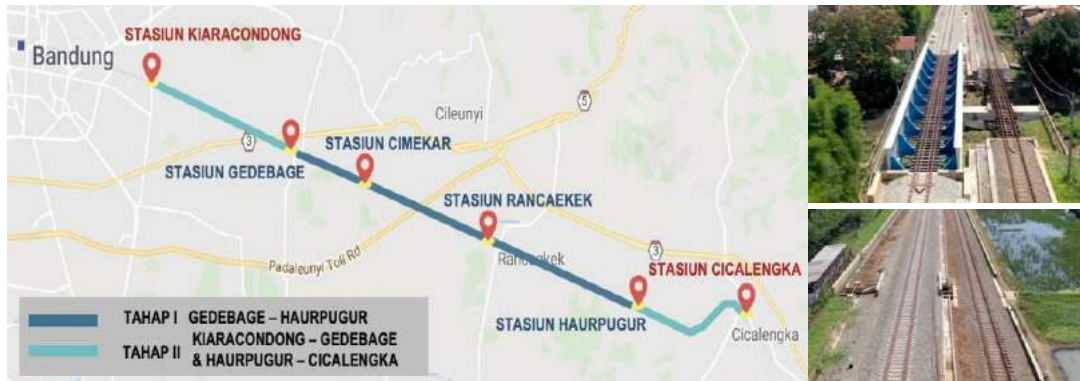 STASIUN KIARACONDONG
Bandung
Cileunyi
5
3
STASIUN CIMEKAR
STASIUN GEDEBAGE
STASIUN RANCAEKEK
Padaleunyi Toll Rd
Rancaekek
3
STASIUN CICALENGKA
STASIUN HAURPUGUR
Cicalengka
TAHAP I GEDEBAGE – HAURPUGUR
TAHAP II KIARACONDONG – GEDEBAGE
& HAURPUGUR – CICALENGKA